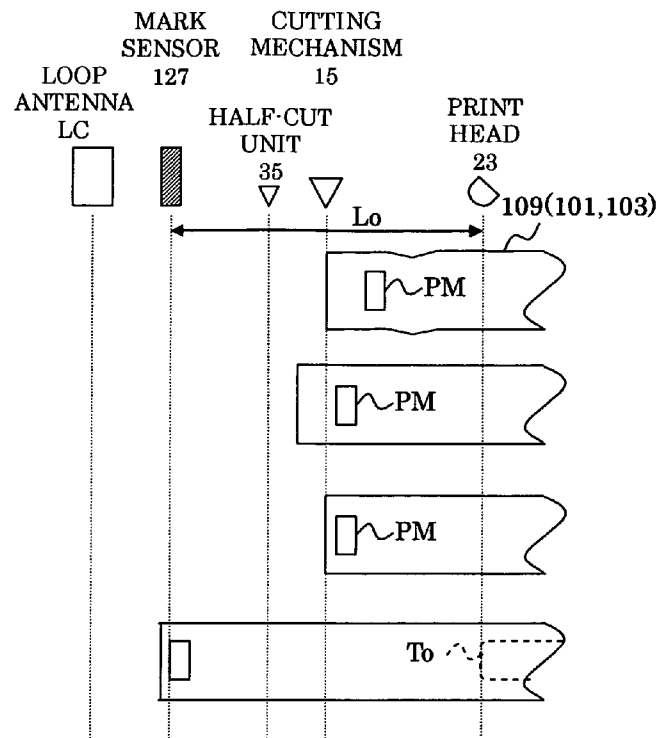 MARK
SENSOR
127
CUTTING
MECHANISM
15
LOOP
ANTENNA
LC
HALF-CUT
UNIT
35
PRINT
HEAD
23
Lo
109(101,103)
PM
PM
PM
To